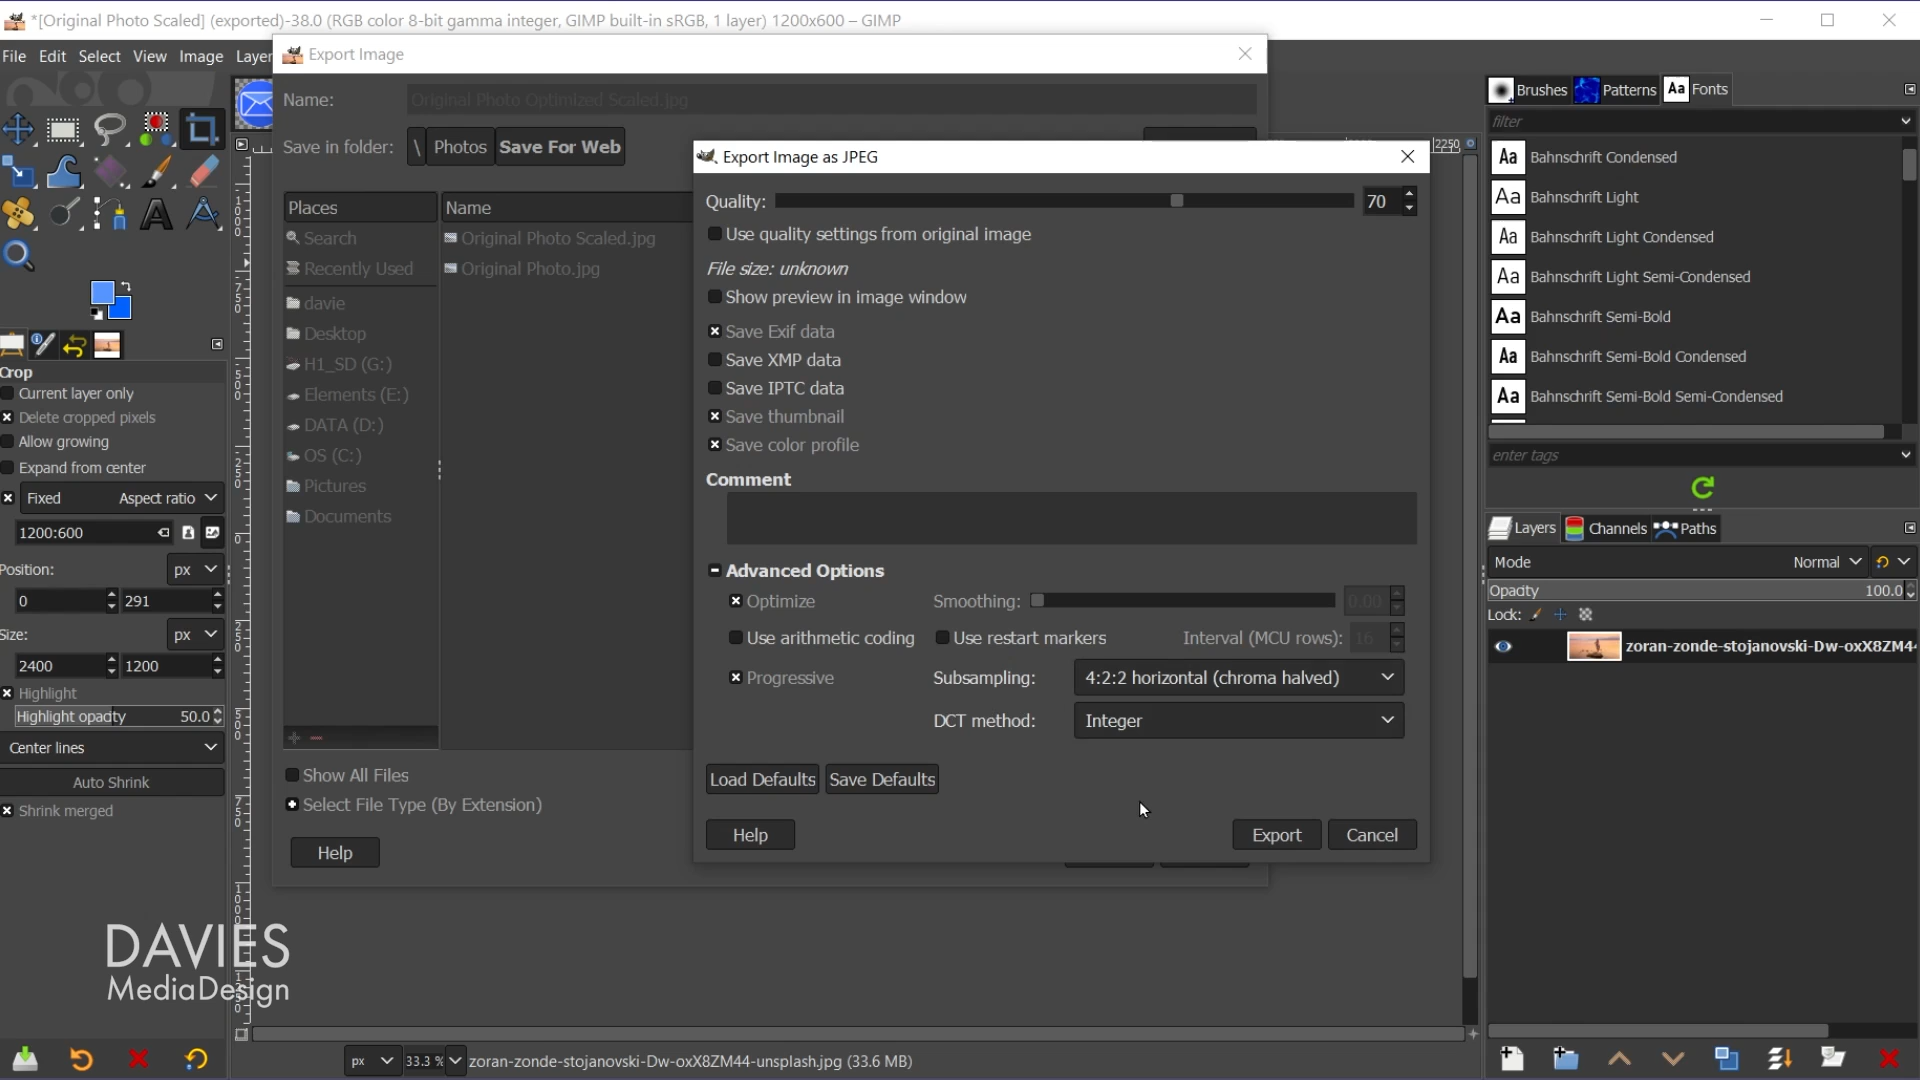 *[Original Photo Scaled] (exported)-38.0 (RGB color 8-bit gamma integer, GIMP built-in sRGB, 1 layer) 1200x600 – GIMP
File Edit Select View Image Layer
Export Image
Name: Original Photo Optimized Scaled.jpg
Save in folder: \ Photos Save For Web
Places
Search
Recently Used
davie
Desktop
H1_SD (G:)
Elements (E:)
DATA (D:)
OS (C:)
Pictures
Documents
Name
Original Photo Scaled.jpg
Original Photo.jpg
Show All Files
Select File Type (By Extension)
Help
Export Image as JPEG
Quality: 70
Use quality settings from original image
File size: unknown
Show preview in image window
Save Exif data
Save XMP data
Save IPTC data
Save thumbnail
Save color profile
Comment
Advanced Options
Optimize Smoothing: 0.00
Use arithmetic coding Use restart markers Interval (MCU rows): 16
Progressive Subsampling: 4:2:2 horizontal (chroma halved)
DCT method: Integer
Load Defaults Save Defaults
Help Export Cancel
Crop
Current layer only
Delete cropped pixels
Allow growing
Expand from center
Fixed Aspect ratio
1200:600
Position: px
0 291
Size: px
2400 1200
Highlight
Highlight opacity 50.0
Center lines
Auto Shrink
Shrink merged
DAVIES
MediaDesign
2250
px 33.3 % zoran-zonde-stojanovski-Dw-oxX8ZM44-unsplash.jpg (33.6 MB)
Brushes Patterns Aa Fonts
filter
Aa Bahnschrift Condensed
Aa Bahnschrift Light
Aa Bahnschrift Light Condensed
Aa Bahnschrift Light Semi-Condensed
Aa Bahnschrift Semi-Bold
Aa Bahnschrift Semi-Bold Condensed
Aa Bahnschrift Semi-Bold Semi-Condensed
enter tags
Layers Channels Paths
Mode Normal
Opacity 100.0
Lock:
zoran-zonde-stojanovski-Dw-oxX8ZM4